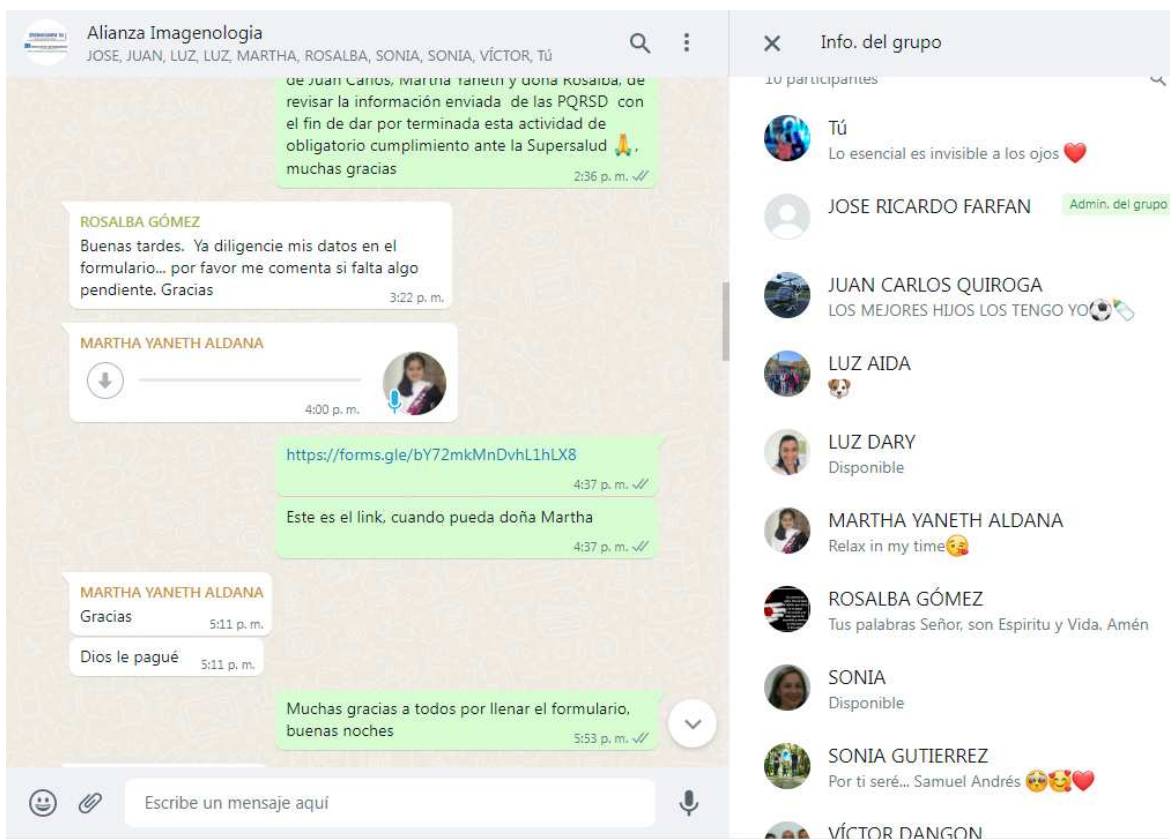 Alianza Imagenologia
JOSE, JUAN, LUZ, LUZ, MARTHA, ROSALBA, SONIA, SONIA, VÍCTOR, Tú
de Juan Carlos, Martha Yaneth y doña Rosalba, de
revisar la información enviada de las PQRSD con
el fin de dar por terminada esta actividad de
obligatorio cumplimiento ante la Supersalud 🙏,
muchas gracias
2:36 p. m.
ROSALBA GÓMEZ
Buenas tardes. Ya diligencie mis datos en el
formulario... por favor me comenta si falta algo
pendiente. Gracias
3:22 p. m.
MARTHA YANETH ALDANA
4:00 p. m.
https://forms.gle/bY72mkMnDvhL1hLX8
4:37 p. m.
Este es el link, cuando pueda doña Martha
4:37 p. m.
MARTHA YANETH ALDANA
Gracias
5:11 p. m.
Dios le pagué
5:11 p. m.
Muchas gracias a todos por llenar el formulario,
buenas noches
5:53 p. m.
Escribe un mensaje aquí
Info. del grupo
10 participantes
Tú
Lo esencial es invisible a los ojos ❤️
JOSE RICARDO FARFAN
Admin. del grupo
JUAN CARLOS QUIROGA
LOS MEJORES HIJOS LOS TENGO YO⚽🍼
LUZ AIDA
🐶
LUZ DARY
Disponible
MARTHA YANETH ALDANA
Relax in my time😘
ROSALBA GÓMEZ
Tus palabras Señor, son Espiritu y Vida. Amén
SONIA
Disponible
SONIA GUTIERREZ
Por ti seré... Samuel Andrés 🥺🥰❤️
VÍCTOR DANGON